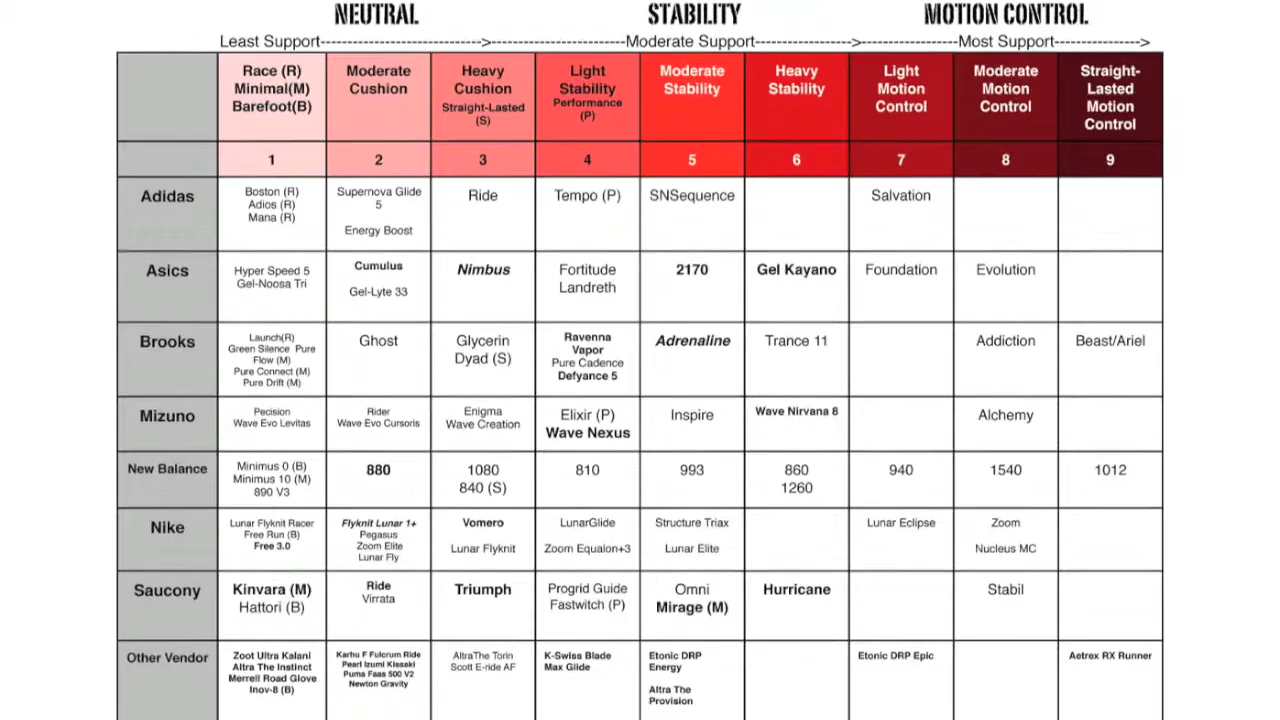 NEUTRAL STABILITY MOTION CONTROL
Least Support-------------------------------->-------------------------Moderate Support------------------->-----------------Most Support------------------>
Race (R)
Minimal(M)
Barefoot(B)
Moderate
Cushion
Heavy
Cushion
Straight-Lasted
(S)
Light
Stability
Performance
(P)
Moderate
Stability
Heavy
Stability
Light
Motion
Control
Moderate
Motion
Control
Straight-
Lasted
Motion
Control
1 2 3 4 5 6 7 8 9
Adidas
Boston (R)
Adios (R)
Mana (R)
Supernova Glide
5
Energy Boost
Ride
Tempo (P)
SNSequence
Salvation
Asics
Hyper Speed 5
Gel-Noosa Tri
Cumulus
Gel-Lyte 33
Nimbus
Fortitude
Landreth
2170
Gel Kayano
Foundation
Evolution
Brooks
Launch(R)
Green Silence Pure
Flow (M)
Pure Connect (M)
Pure Drift (M)
Ghost
Glycerin
Dyad (S)
Ravenna
Vapor
Pure Cadence
Defyance 5
Adrenaline
Trance 11
Addiction
Beast/Ariel
Mizuno
Pecision
Wave Evo Levitas
Rider
Wave Evo Cursoris
Enigma
Wave Creation
Elixir (P)
Wave Nexus
Inspire
Wave Nirvana 8
Alchemy
New Balance
Minimus 0 (B)
Minimus 10 (M)
890 V3
880
1080
840 (S)
810
993
860
1260
940
1540
1012
Nike
Lunar Flyknit Racer
Free Run (B)
Free 3.0
Flyknit Lunar 1+
Pegasus
Zoom Elite
Lunar Fly
Vomero
Lunar Flyknit
LunarGlide
Zoom Equalon+3
Structure Triax
Lunar Elite
Lunar Eclipse
Zoom
Nucleus MC
Saucony
Kinvara (M)
Hattori (B)
Ride
Virrata
Triumph
Progrid Guide
Fastwitch (P)
Omni
Mirage (M)
Hurricane
Stabil
Other Vendor
Zoot Ultra Kalani
Altra The Instinct
Merrell Road Glove
Inov-8 (B)
Karhu F Fulcrum Ride
Pearl Izumi Kissaki
Puma Faas 500 V2
Newton Gravity
AltraThe Torin
Scott E-ride AF
K-Swiss Blade
Max Glide
Etonic DRP
Energy
Altra The
Provision
Etonic DRP Epic
Aetrex RX Runner